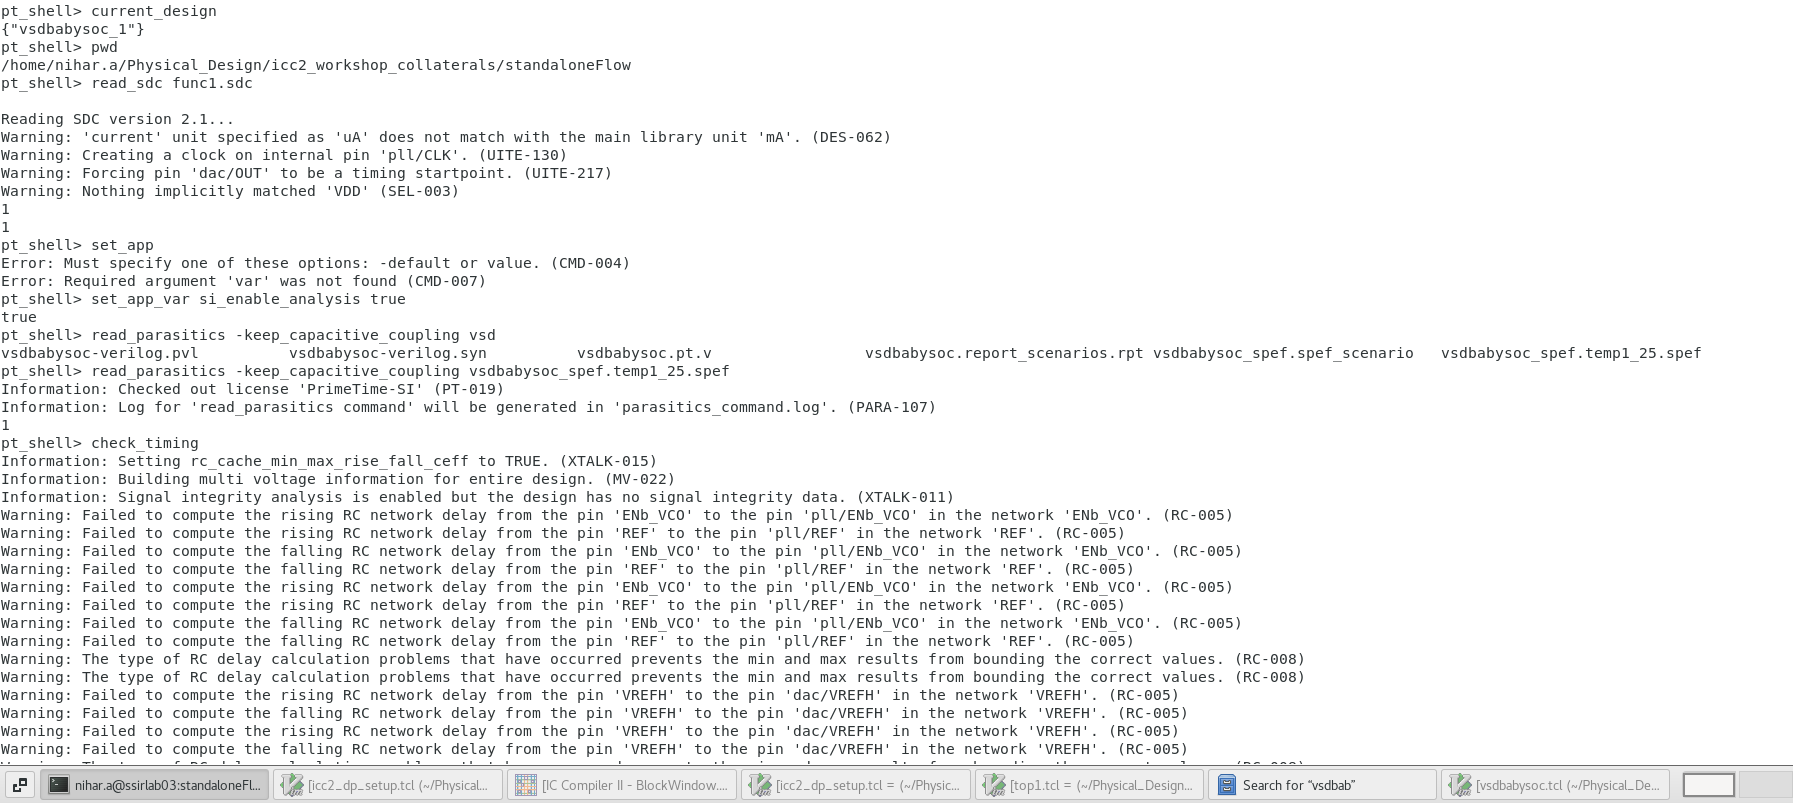 pt_shell> current_design
{"vsdbabysoc_1"}
pt_shell> pwd
/home/nihar.a/Physical_Design/icc2_workshop_collaterals/standaloneFlow
pt_shell> read_sdc func1.sdc
Reading SDC version 2.1...
Warning: 'current' unit specified as 'uA' does not match with the main library unit 'mA'. (DES-062)
Warning: Creating a clock on internal pin 'pll/CLK'. (UITE-130)
Warning: Forcing pin 'dac/OUT' to be a timing startpoint. (UITE-217)
Warning: Nothing implicitly matched 'VDD' (SEL-003)
1
1
pt_shell> set_app
Error: Must specify one of these options: -default or value. (CMD-004)
Error: Required argument 'var' was not found (CMD-007)
pt_shell> set_app_var si_enable_analysis true
true
pt_shell> read_parasitics -keep_capacitive_coupling vsd
vsdbabysoc-verilog.pvl vsdbabysoc-verilog.syn vsdbabysoc.pt.v vsdbabysoc.report_scenarios.rpt vsdbabysoc_spef.spef_scenario vsdbabysoc_spef.temp1_25.spef
pt_shell> read_parasitics -keep_capacitive_coupling vsdbabysoc_spef.temp1_25.spef
Information: Checked out license 'PrimeTime-SI' (PT-019)
Information: Log for 'read_parasitics command' will be generated in 'parasitics_command.log'. (PARA-107)
1
pt_shell> check_timing
Information: Setting rc_cache_min_max_rise_fall_ceff to TRUE. (XTALK-015)
Information: Building multi voltage information for entire design. (MV-022)
Information: Signal integrity analysis is enabled but the design has no signal integrity data. (XTALK-011)
Warning: Failed to compute the rising RC network delay from the pin 'ENb_VCO' to the pin 'pll/ENb_VCO' in the network 'ENb_VCO'. (RC-005)
Warning: Failed to compute the rising RC network delay from the pin 'REF' to the pin 'pll/REF' in the network 'REF'. (RC-005)
Warning: Failed to compute the falling RC network delay from the pin 'ENb_VCO' to the pin 'pll/ENb_VCO' in the network 'ENb_VCO'. (RC-005)
Warning: Failed to compute the falling RC network delay from the pin 'REF' to the pin 'pll/REF' in the network 'REF'. (RC-005)
Warning: Failed to compute the rising RC network delay from the pin 'ENb_VCO' to the pin 'pll/ENb_VCO' in the network 'ENb_VCO'. (RC-005)
Warning: Failed to compute the rising RC network delay from the pin 'REF' to the pin 'pll/REF' in the network 'REF'. (RC-005)
Warning: Failed to compute the falling RC network delay from the pin 'ENb_VCO' to the pin 'pll/ENb_VCO' in the network 'ENb_VCO'. (RC-005)
Warning: Failed to compute the falling RC network delay from the pin 'REF' to the pin 'pll/REF' in the network 'REF'. (RC-005)
Warning: The type of RC delay calculation problems that have occurred prevents the min and max results from bounding the correct values. (RC-008)
Warning: The type of RC delay calculation problems that have occurred prevents the min and max results from bounding the correct values. (RC-008)
Warning: Failed to compute the rising RC network delay from the pin 'VREFH' to the pin 'dac/VREFH' in the network 'VREFH'. (RC-005)
Warning: Failed to compute the falling RC network delay from the pin 'VREFH' to the pin 'dac/VREFH' in the network 'VREFH'. (RC-005)
Warning: Failed to compute the rising RC network delay from the pin 'VREFH' to the pin 'dac/VREFH' in the network 'VREFH'. (RC-005)
Warning: Failed to compute the falling RC network delay from the pin 'VREFH' to the pin 'dac/VREFH' in the network 'VREFH'. (RC-005)
nihar.a@ssirlab03:standaloneFl... [icc2_dp_setup.tcl (~/Physical... [IC Compiler II - BlockWindow.... [icc2_dp_setup.tcl = (~/Physic... [top1.tcl = (~/Physical_Design... Search for “vsdbab” [vsdbabysoc.tcl (~/Physical_De...